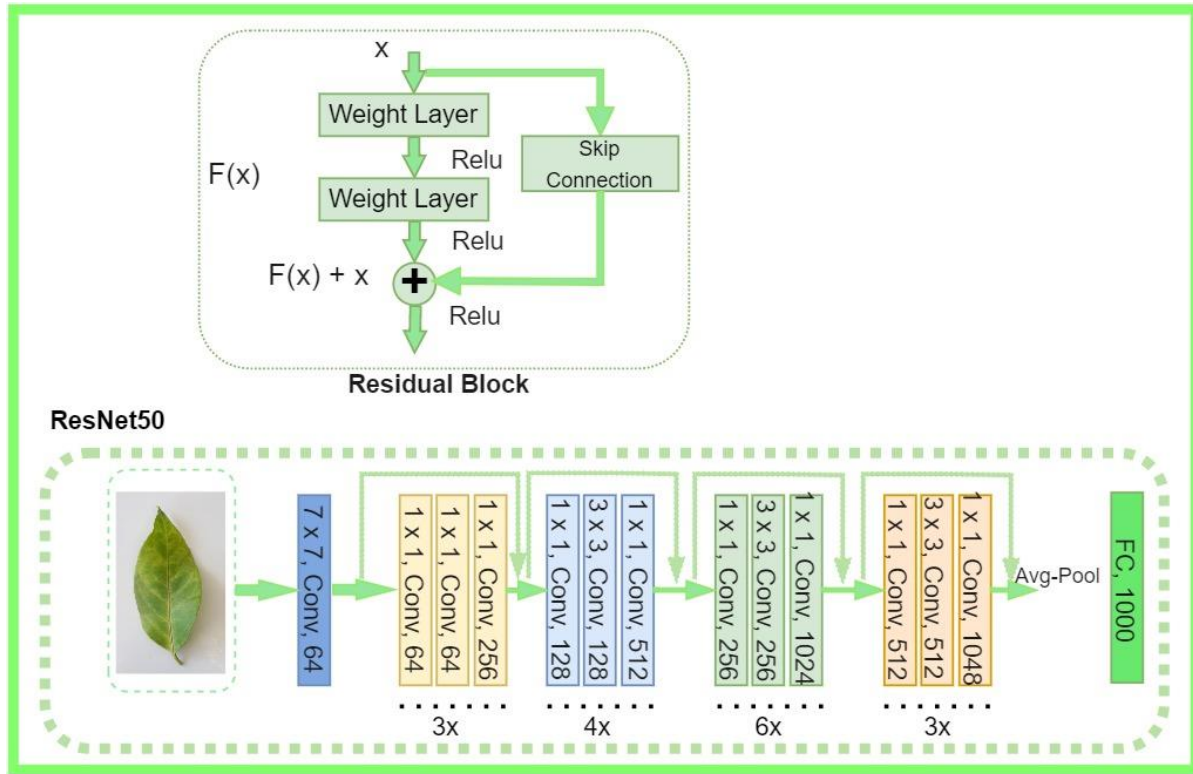 x
Weight Layer
Relu
Skip
Connection
F(x)
Weight Layer
Relu
F(x) + x
+
Relu
Residual Block
ResNet50
7 x 7, Conv, 64
1 x 1, Conv, 64
1 x 1, Conv, 64
1 x 1, Conv, 256
3x
1 x 1, Conv, 128
3 x 3, Conv, 128
1 x 1, Conv, 512
4x
1 x 1, Conv, 256
3 x 3, Conv, 256
1 x 1, Conv, 1024
6x
1 x 1, Conv, 512
3 x 3, Conv, 512
1 x 1, Conv, 1048
3x
Avg-Pool
FC, 1000